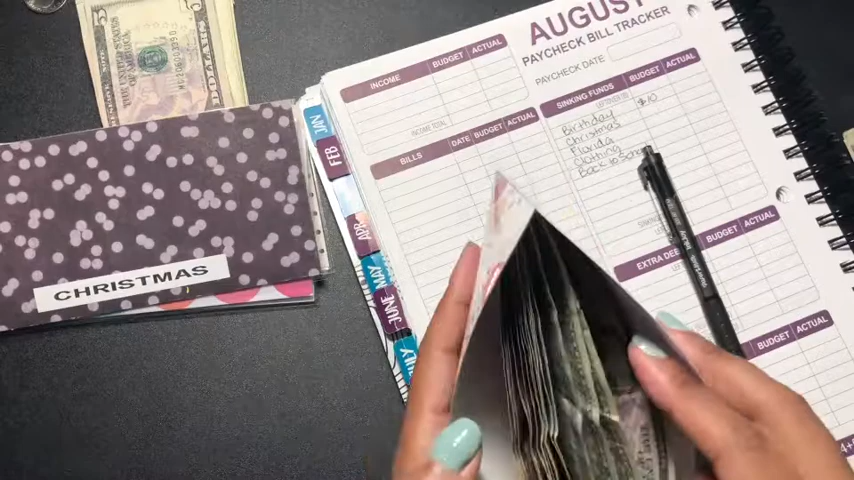 AUGUST
PAYCHECK BILL TRACKER
PAYCHECK DATE:
INCOME BUDGET ACTUAL
INCOME TOTAL
BILLS DATE BUDGET ACTUAL
SINKING FUNDS BUDGET ACTUAL
Birthday $10
Christmas
Florida
Clothing
Back to School
BUDGET ACTUAL
BUDGET ACTUAL
JAN
FEB
APR
MAY
JUNE
JULY
CHRISTMAS